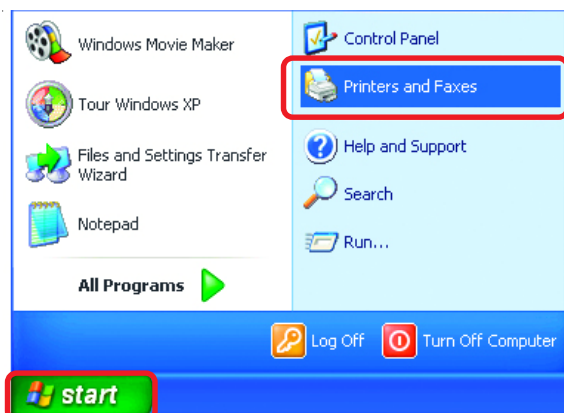 Windows Movie Maker
Tour Windows XP
Files and Settings Transfer
Wizard
Notepad
All Programs
Control Panel
Printers and Faxes
Help and Support
Search
Run...
Log Off
Turn Off Computer
start